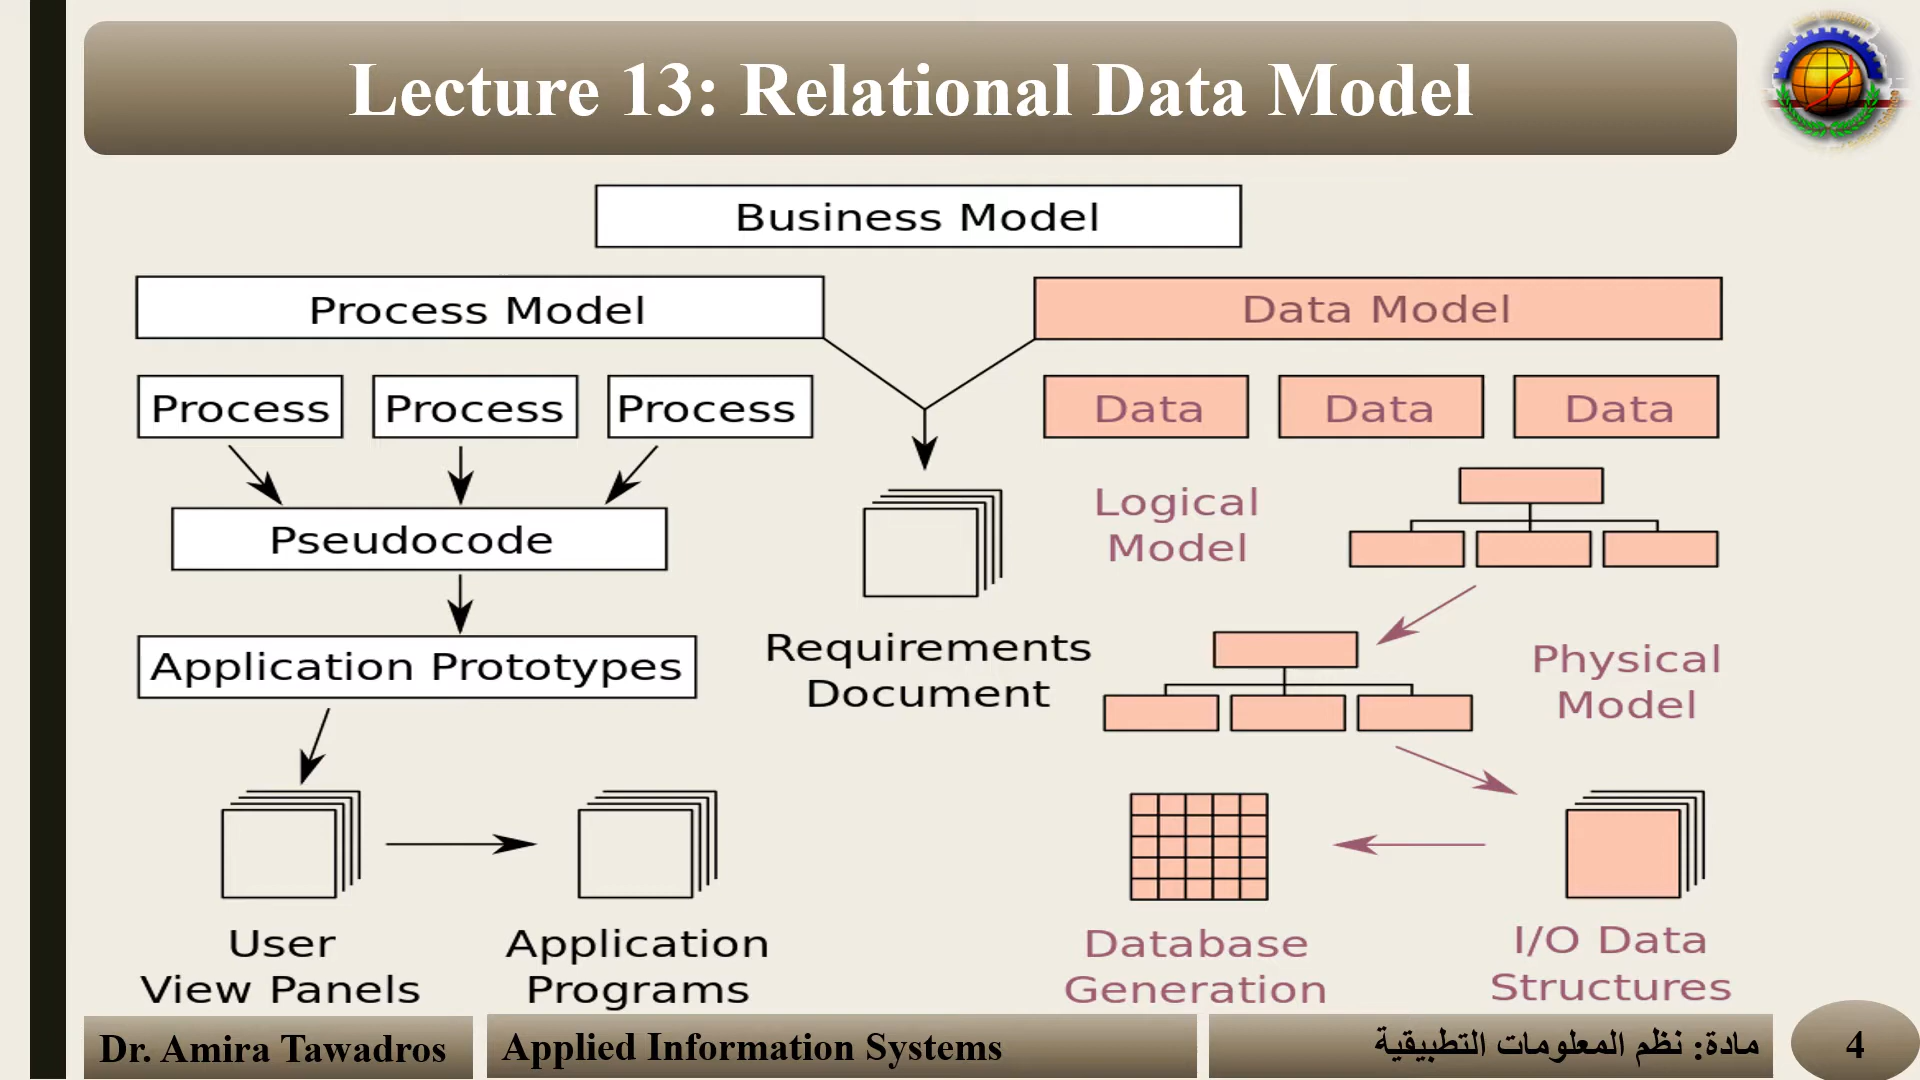 Lecture 13: Relational Data Model
Business Model
Process Model
Data Model
Process
Process
Process
Data
Data
Data
Pseudocode
Logical
Model
Application Prototypes
Requirements
Document
Physical
Model
User
View Panels
Application
Programs
Database
Generation
I/O Data
Structures
Dr. Amira Tawadros
Applied Information Systems
مادة: نظم المعلومات التطبيقية
4